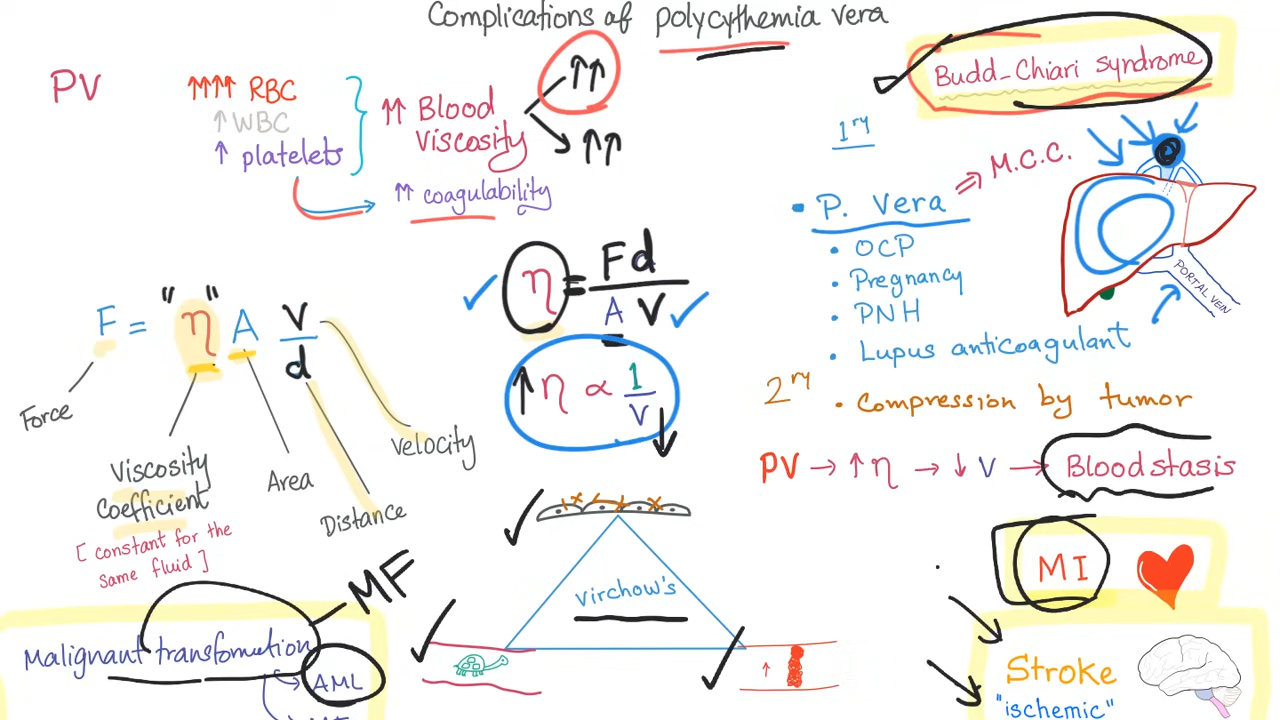 Complications of polycythemia vera
PV
↑↑↑↑ RBC
↑ WBC
↑ platelets
↑↑ Blood
Viscosity
↑↑
↑↑
↑↑ coagulability
F = "η" A v/d
Force
Viscosity
Coefficient
[ constant for the
same fluid ]
Area
Distance
Velocity
η = Fd / A V
↑ η ∝ 1/v ↓
Virchow's
↑
Malignant transformation
MF
→ AML
Budd-Chiari syndrome
1ry
• P. Vera ⇒ M.C.C.
• OCP
• Pregnancy
• PNH
• Lupus anticoagulant
PORTAL VEIN
2ry
• Compression by tumor
PV → ↑ η → ↓ v → Blood stasis
MI
Stroke
"ischemic"